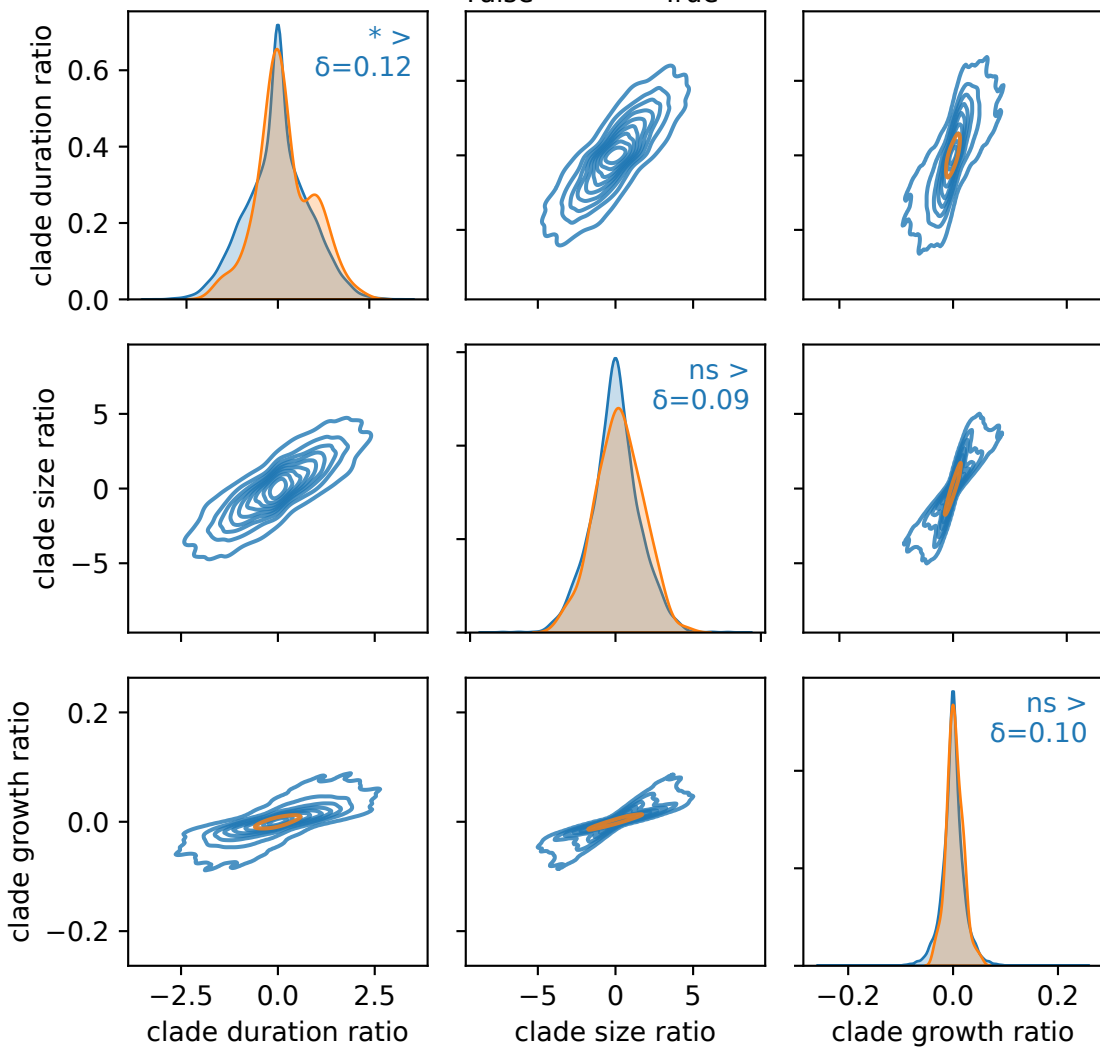 clade duration ratio
0.6
0.4
0.2
0.0
* >
δ=0.12
clade size ratio
5
0
−5
ns >
δ=0.09
clade growth ratio
0.2
0.0
−0.2
ns >
δ=0.10
−2.5 0.0 2.5
−5 0 5
−0.2 0.0 0.2
clade duration ratio
clade size ratio
clade growth ratio